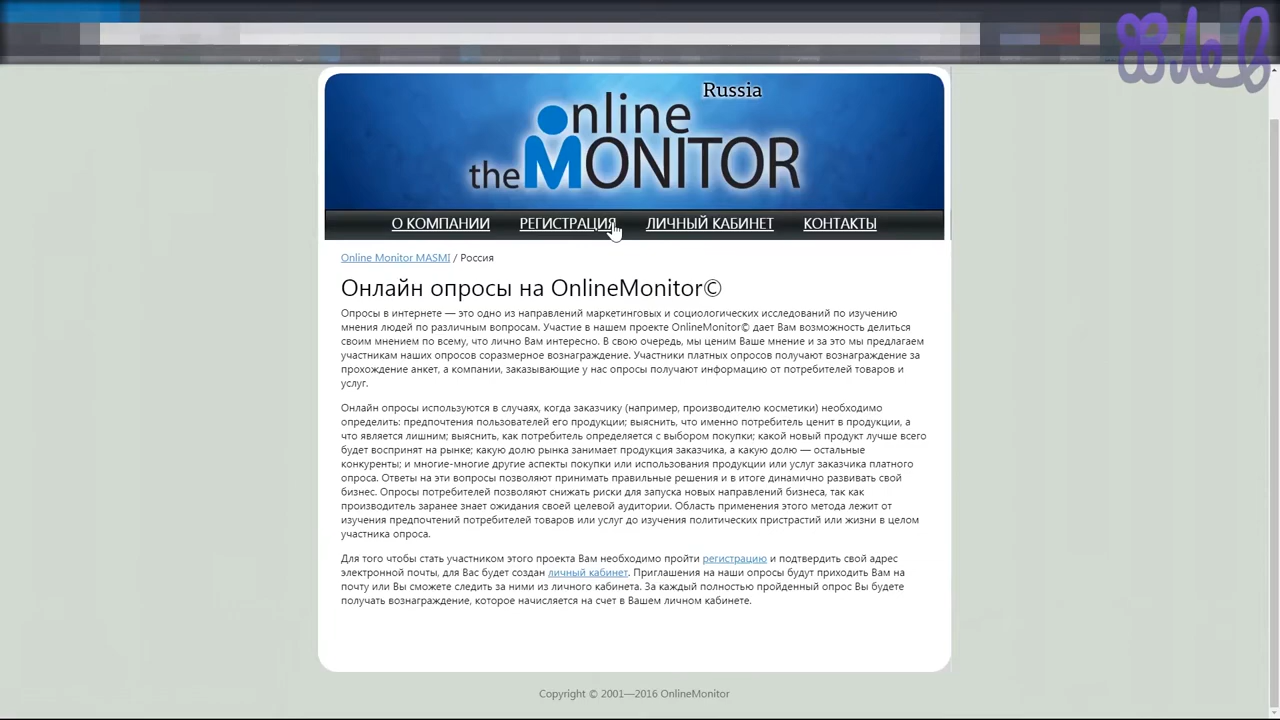 Russia
online
theMONITOR
О КОМПАНИИ РЕГИСТРАЦИЯ ЛИЧНЫЙ КАБИНЕТ КОНТАКТЫ
Online Monitor MASMI / Россия
Онлайн опросы на OnlineMonitor©
Опросы в интернете — это одно из направлений маркетинговых и социологических исследований по изучению
мнения людей по различным вопросам. Участие в нашем проекте OnlineMonitor© дает Вам возможность делиться
своим мнением по всему, что лично Вам интересно. В свою очередь, мы ценим Ваше мнение и за это мы предлагаем
участникам наших опросов соразмерное вознаграждение. Участники платных опросов получают вознаграждение за
прохождение анкет, а компании, заказывающие у нас опросы получают информацию от потребителей товаров и
услуг.
Онлайн опросы используются в случаях, когда заказчику (например, производителю косметики) необходимо
определить: предпочтения пользователей его продукции; выяснить, что именно потребитель ценит в продукции, а
что является лишним; выяснить, как потребитель определяется с выбором покупки; какой новый продукт лучше всего
будет воспринят на рынке; какую долю рынка занимает продукция заказчика, а какую долю — остальные
конкуренты; и многие-многие другие аспекты покупки или использования продукции или услуг заказчика платного
опроса. Ответы на эти вопросы позволяют принимать правильные решения и в итоге динамично развивать свой
бизнес. Опросы потребителей позволяют снижать риски для запуска новых направлений бизнеса, так как
производитель заранее знает ожидания своей целевой аудитории. Область применения этого метода лежит от
изучения предпочтений потребителей товаров или услуг до изучения политических пристрастий или жизни в целом
участника опроса.
Для того чтобы стать участником этого проекта Вам необходимо пройти регистрацию и подтвердить свой адрес
электронной почты, для Вас будет создан личный кабинет. Приглашения на наши опросы будут приходить Вам на
почту или Вы сможете следить за ними из личного кабинета. За каждый полностью пройденный опрос Вы будете
получать вознаграждение, которое начисляется на счет в Вашем личном кабинете.
Copyright © 2001—2016 OnlineMonitor